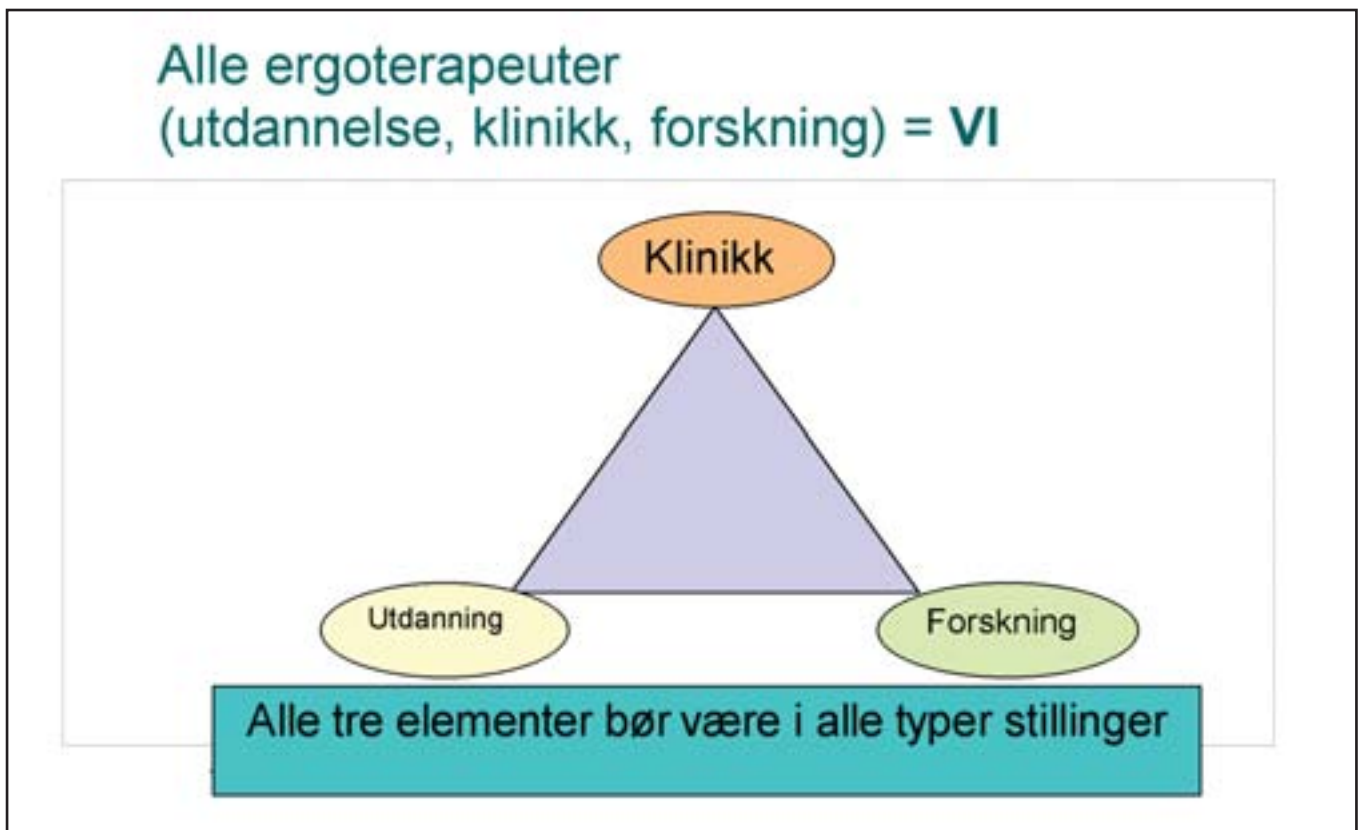 Alle ergoterapeuter
(utdannelse, klinikk, forskning) = VI
Klinikk
Utdanning
Forskning
Alle tre elementer bør være i alle typer stillinger